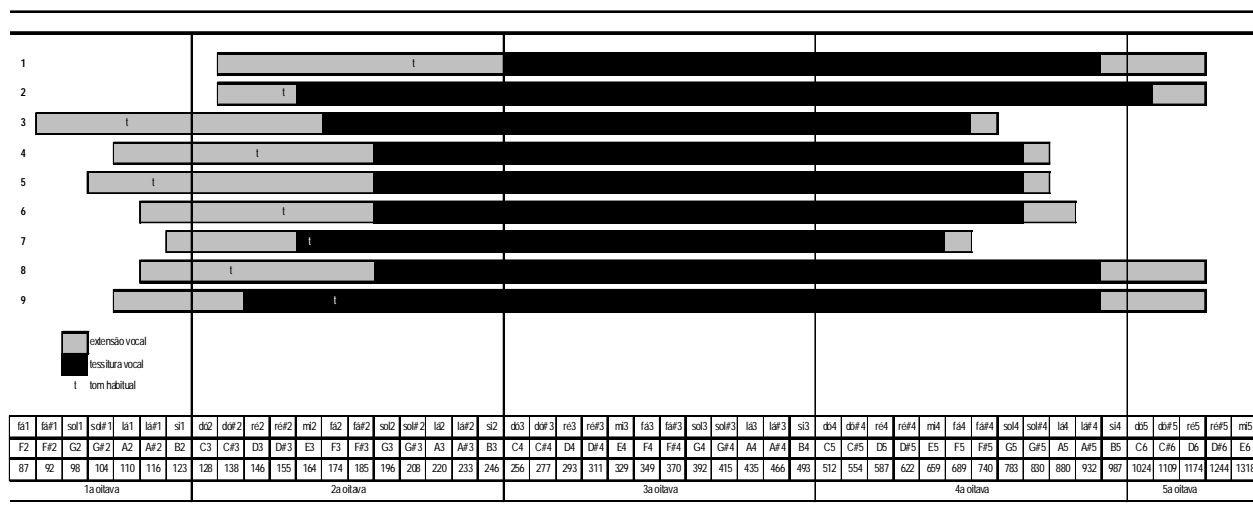 1 t
2 t
3 t
4 t
5 t
6 t
7 t
8 t
9 t
extensão vocal
tessitura vocal
t tom habitual
fá1 fá#1 sol1 sol#1 lá1 lá#1 si1 dó2 dó#2 ré2 ré#2 mi2 fá2 fá#2 sol2 sol#2 lá2 lá#2 si2 dó3 dó#3 ré3 ré#3 mi3 fá3 fá#3 sol3 sol#3 lá3 lá#3 si3 dó4 dó#4 ré4 ré#4 mi4 fá4 fá#4 sol4 sol#4 lá4 lá#4 si4 dó5 dó#5 ré5 ré#5 mi5
F2 F#2 G2 G#2 A2 A#2 B2 C3 C#3 D3 D#3 E3 F3 F#3 G3 G#3 A3 A#3 B3 C4 C#4 D4 D#4 E4 F4 F#4 G4 G#4 A4 A#4 B4 C5 C#5 D5 D#5 E5 F5 F#5 G5 G#5 A5 A#5 B5 C6 C#6 D6 D#6 E6
87 92 98 104 110 116 123 128 138 146 155 164 174 185 196 208 220 233 246 256 277 293 311 329 349 370 392 415 435 466 493 512 554 587 622 659 689 740 783 830 880 932 987 1024 1109 1174 1244 1318
1a oitava 2a oitava 3a oitava 4a oitava 5a oitava